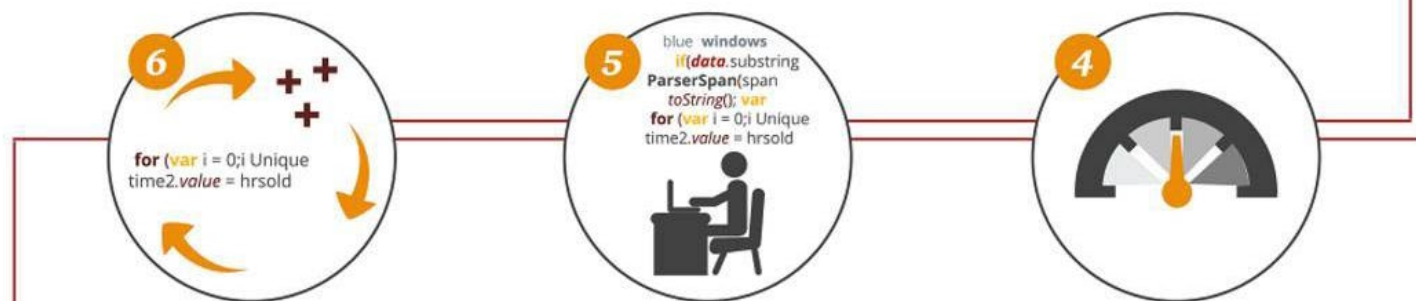 6
for (var i = 0;i Unique
time2.value = hrsold
5
blue windows
if(data.substring
ParserSpan(span
toString(); var
for (var i = 0;i Unique
time2.value = hrsold
4